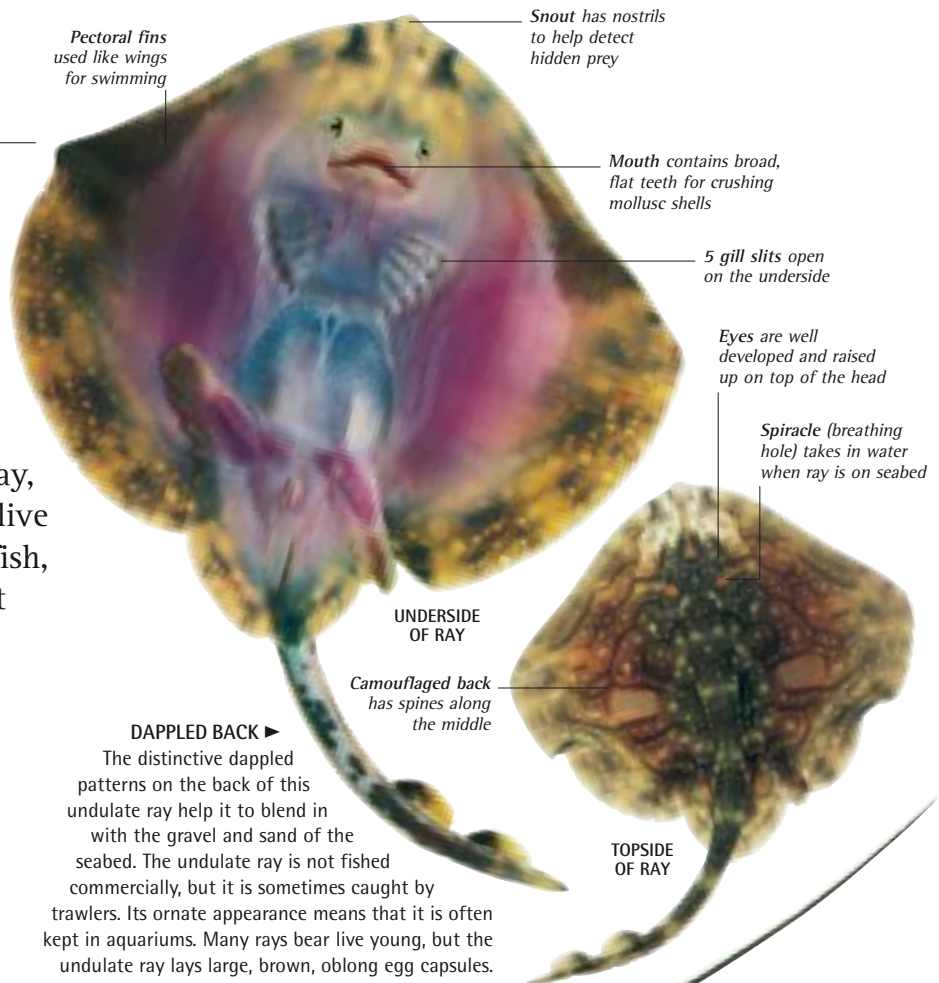 Pectoral fins
used like wings
for swimming
Snout has nostrils
to help detect
hidden prey
Mouth contains broad,
flat teeth for crushing
mollusc shells
5 gill slits open
on the underside
Eyes are well
developed and raised
up on top of the head
Spiracle (breathing
hole) takes in water
when ray is on seabed
ay,
live
fish,
t
UNDERSIDE
OF RAY
Camouflaged back
has spines along
the middle
DAPPLED BACK ►
The distinctive dappled
patterns on the back of this
undulate ray help it to blend in
with the gravel and sand of the
seabed. The undulate ray is not fished
commercially, but it is sometimes caught by
trawlers. Its ornate appearance means that it is often
kept in aquariums. Many rays bear live young, but the
undulate ray lays large, brown, oblong egg capsules.
TOPSIDE
OF RAY